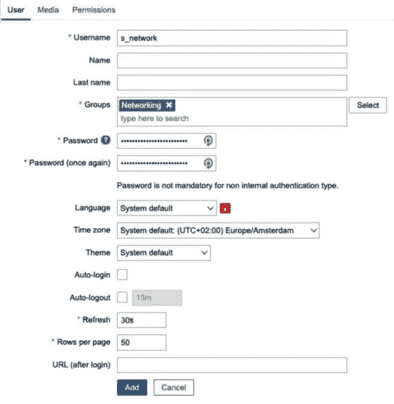 User Media Permissions
* Username s_network
Name
Last name
* Groups Networking ✖ Select
type here to search
* Password ? ••••••••••••••••••••••••
* Password (once again) ••••••••••••••••••••••••
Password is not mandatory for non internal authentication type.
Language System default
Time zone System default: (UTC+02:00) Europe/Amsterdam
Theme System default
Auto-login
Auto-logout 15m
* Refresh 30s
* Rows per page 50
URL (after login)
Add Cancel